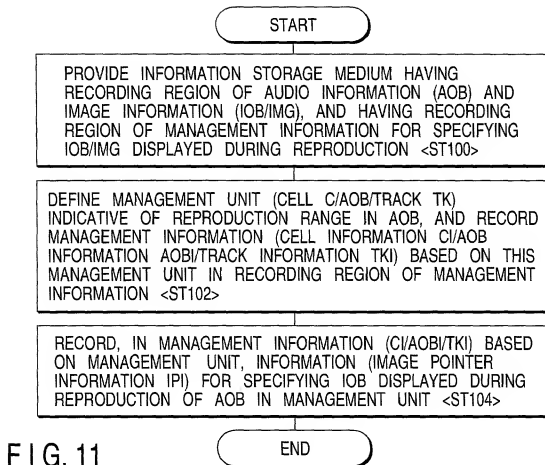 START
PROVIDE INFORMATION STORAGE MEDIUM HAVING
RECORDING REGION OF AUDIO INFORMATION (AOB) AND
IMAGE INFORMATION (IOB/IMG), AND HAVING RECORDING
REGION OF MANAGEMENT INFORMATION FOR SPECIFYING
IOB/IMG DISPLAYED DURING REPRODUCTION <ST100>
DEFINE MANAGEMENT UNIT (CELL C/AOB/TRACK TK)
INDICATIVE OF REPRODUCTION RANGE IN AOB, AND RECORD
MANAGEMENT INFORMATION (CELL INFORMATION CI/AOB
INFORMATION AOBI/TRACK INFORMATION TKI) BASED ON THIS
MANAGEMENT UNIT IN RECORDING REGION OF MANAGEMENT
INFORMATION <ST102>
RECORD, IN MANAGEMENT INFORMATION (CI/AOBI/TKI) BASED
ON MANAGEMENT UNIT, INFORMATION (IMAGE POINTER
INFORMATION IPI) FOR SPECIFYING IOB DISPLAYED DURING
REPRODUCTION OF AOB IN MANAGEMENT UNIT <ST104>
END
FIG. 11